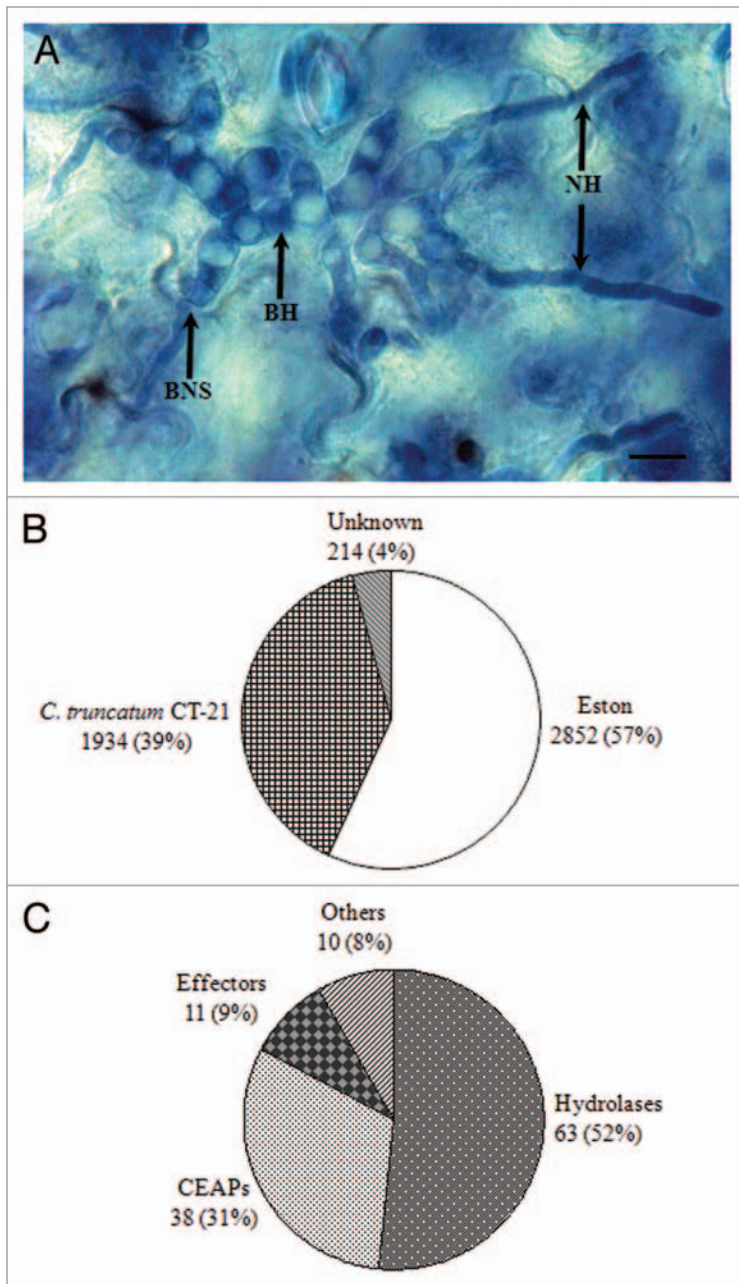 A
NH
BH
BNS
B
Unknown
214 (4%)
C. truncatum CT-21
1934 (39%)
Eston
2852 (57%)
C
Others
10 (8%)
Effectors
11 (9%)
Hydrolases
63 (52%)
CEAPs
38 (31%)